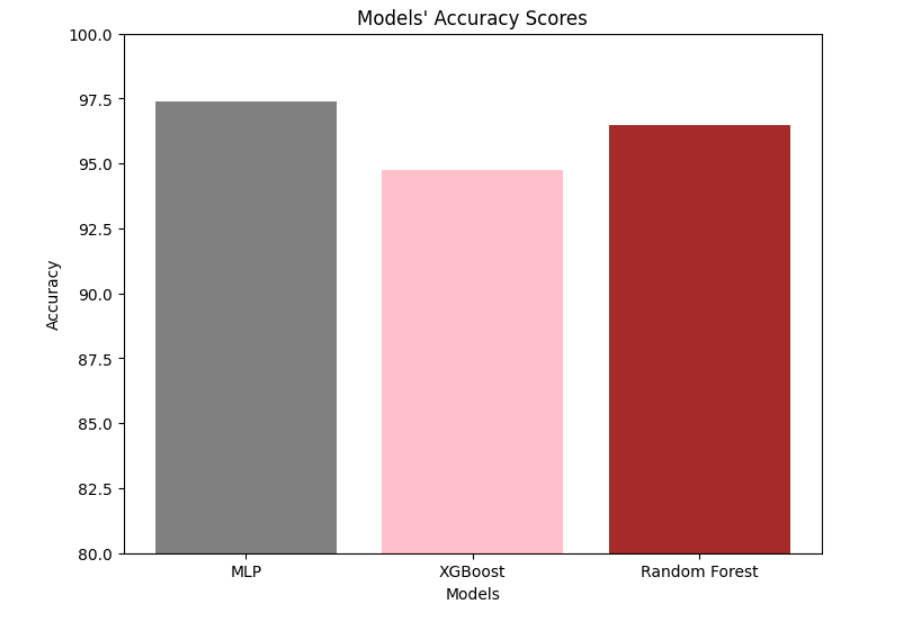 Models' Accuracy Scores
100.0
97.5
95.0
92.5
90.0
87.5
85.0
82.5
80.0
Accuracy
MLP XGBoost Random Forest
Models